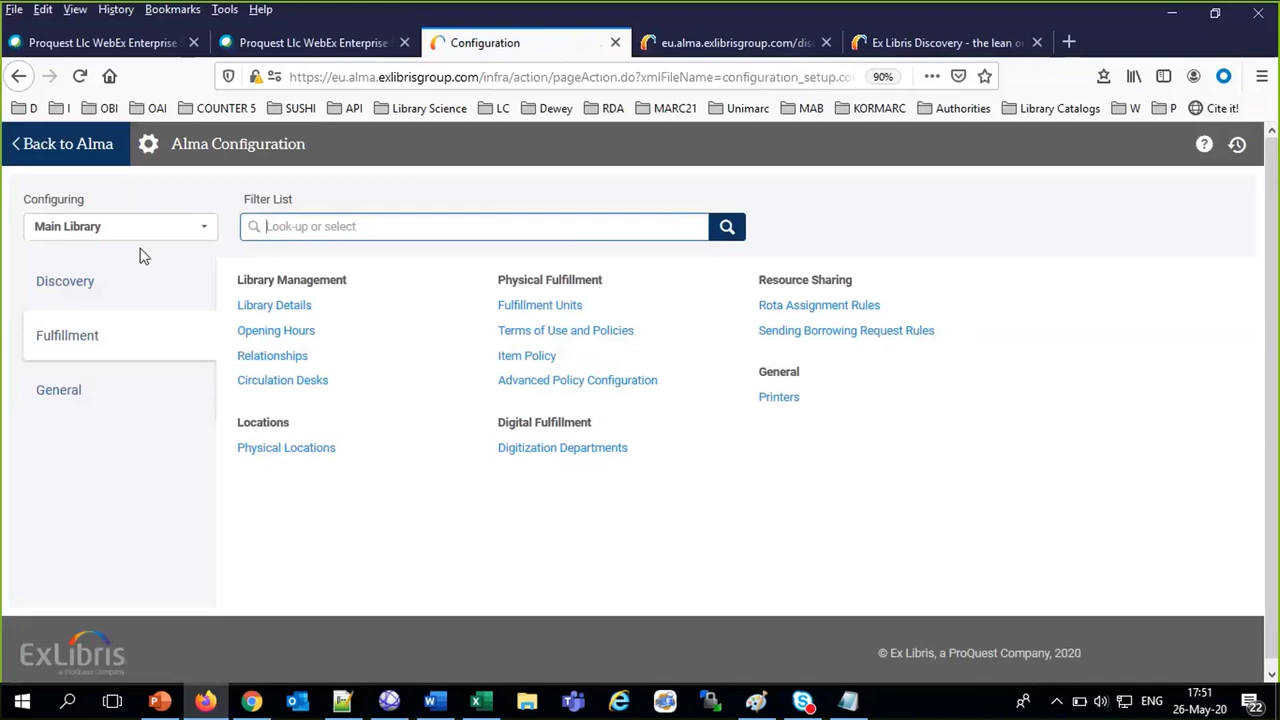 File Edit View History Bookmarks Tools Help
Proquest Llc WebEx Enterprise
Proquest Llc WebEx Enterprise
Configuration
eu.alma.exlibrisgroup.com/dis
Ex Libris Discovery - the lean o
https://eu.alma.exlibrisgroup.com/infra/action/pageAction.do?xmlFileName=configuration_setup.co
90%
D I OBI OAI COUNTER 5 SUSHI API Library Science LC Dewey RDA MARC21 Unimarc MAB KORMARC Authorities Library Catalogs W P Cite it!
Back to Alma
Alma Configuration
Configuring
Main Library
Filter List
Look-up or select
Discovery
Fulfillment
General
Library Management
Library Details
Opening Hours
Relationships
Circulation Desks
Locations
Physical Locations
Physical Fulfillment
Fulfillment Units
Terms of Use and Policies
Item Policy
Advanced Policy Configuration
Digital Fulfillment
Digitization Departments
Resource Sharing
Rota Assignment Rules
Sending Borrowing Request Rules
General
Printers
ExLibris
a ProQuest Company
© Ex Libris, a ProQuest Company, 2020
ENG
17:51
26-May-20
22